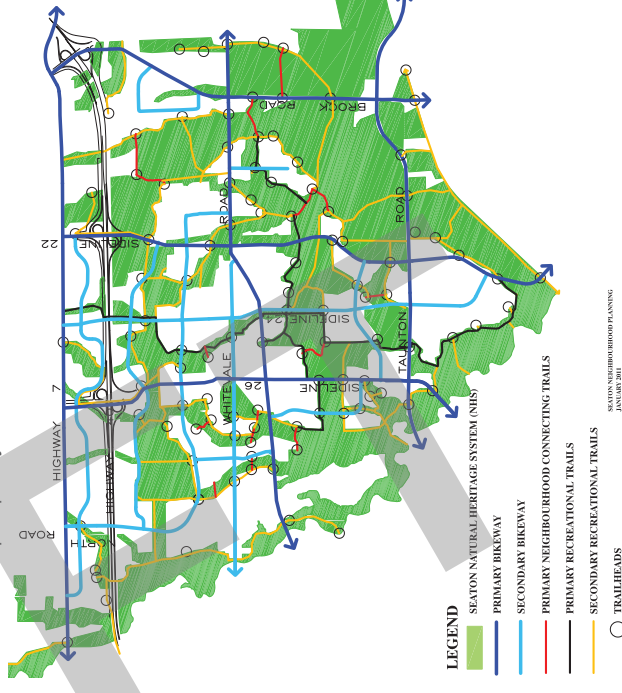 ROAD
BROCK
ROAD
ROAD
SIDELINE
22
SIDELINE 24
WHITEVALE
TAUNTON
SIDELINE
26
7
HIGHWAY
HIGHWAY
ROAD
NORTH
LEGEND
SEATON NATURAL HERITAGE SYSTEM (NHS)
PRIMARY BIKEWAY
SECONDARY BIKEWAY
PRIMARY NEIGHBOURHOOD CONNECTING TRAILS
PRIMARY RECREATIONAL TRAILS
SECONDARY RECREATIONAL TRAILS
TRAILHEADS
SEATON NEIGHBOURHOOD PLANNING
JANUARY 2011